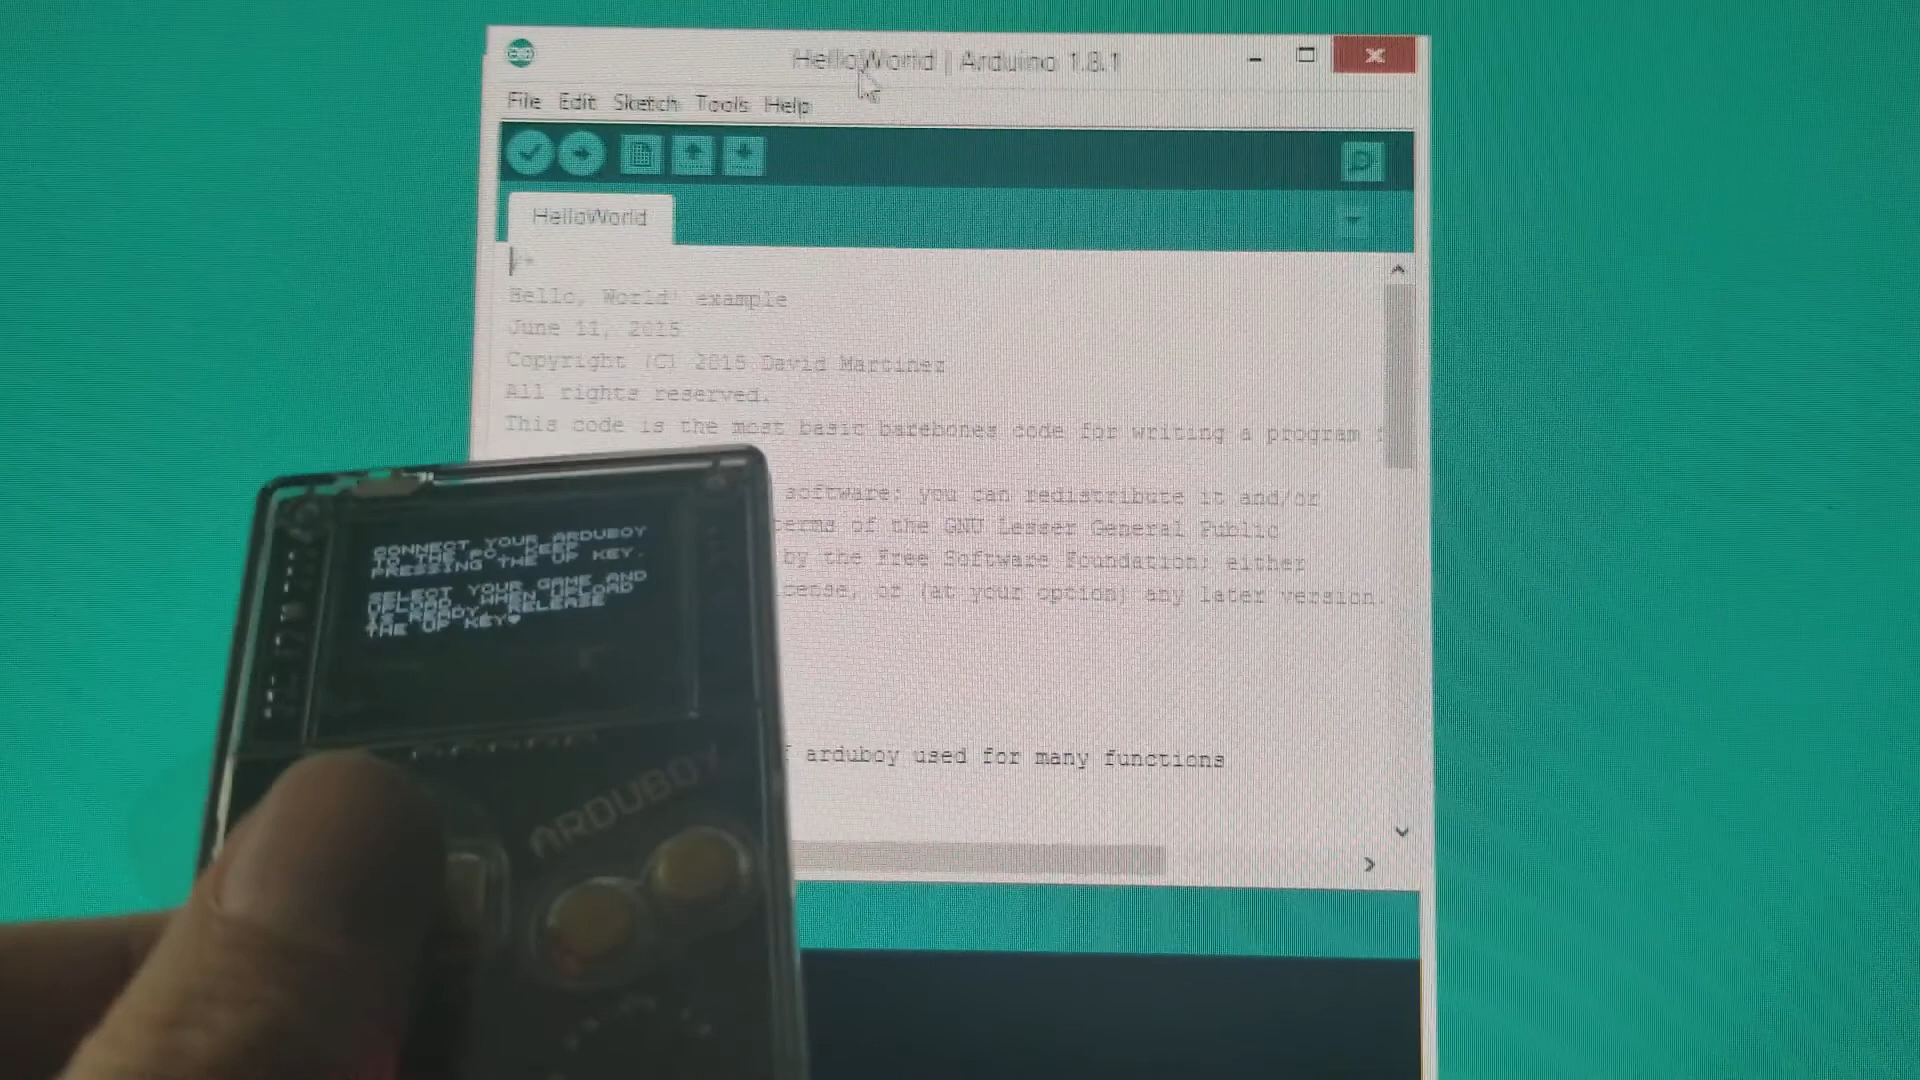 HelloWorld | Arduino 1.8.1
File Edit Sketch Tools Help
HelloWorld
Hello, World! example
June 11, 2015
Copyright (C) 2015 David Martinez
All rights reserved.
This code is the most basic barebones code for writing a program
software; you can redistribute it and/or
terms of the GNU Lesser General Public
by the Free Software Foundation; either
cense, or (at your option) any later version.
arduboy used for many functions
CONNECT YOUR ARDUBOY
TO THE PC, KEEP
PRESSING THE UP KEY.
SELECT YOUR GAME AND
UPLOAD. WHEN UPLOAD
IS READY, RELEASE
THE UP KEY♥
ARDUBOY